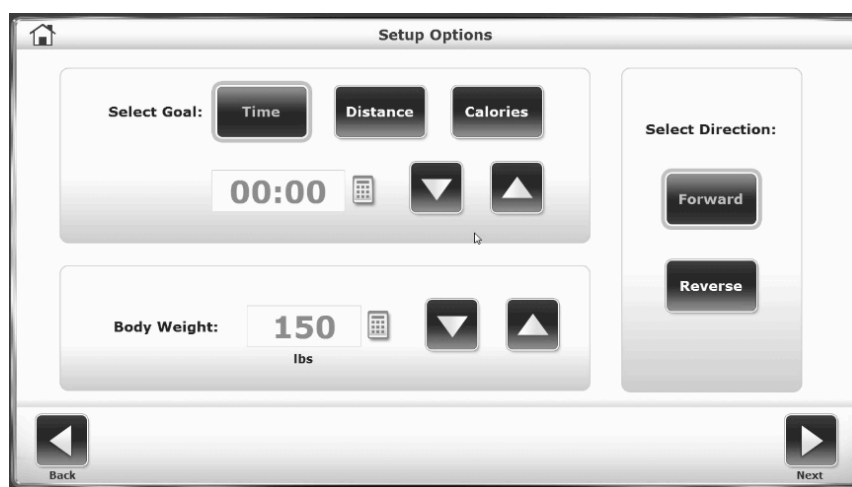 Setup Options
Select Goal: Time Distance Calories
00:00
Body Weight: 150
lbs
Select Direction:
Forward
Reverse
Back
Next